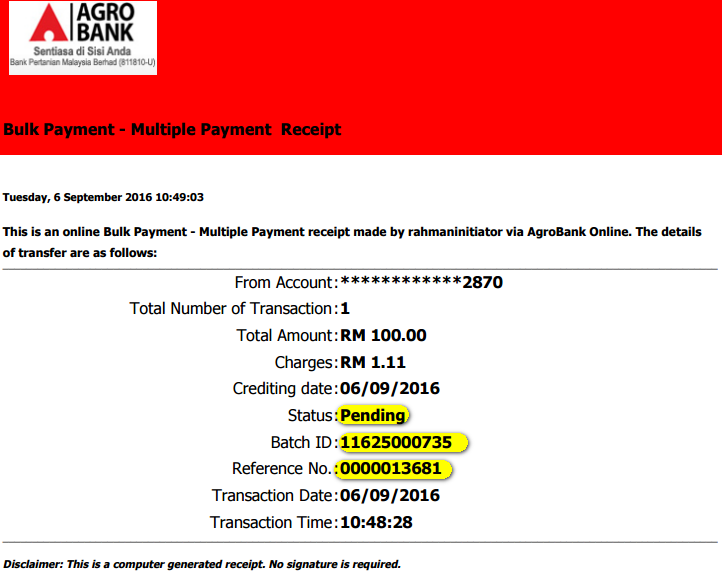 AGRO
BANK
Sentiasa di Sisi Anda
Bank Pertanian Malaysia Berhad (811810-U)
Bulk Payment - Multiple Payment  Receipt
Tuesday, 6 September 2016 10:49:03
This is an online Bulk Payment - Multiple Payment receipt made by rahmaninitiator via AgroBank Online. The details
of transfer are as follows:
From Account:************2870
Total Number of Transaction:1
Total Amount:RM 100.00
Charges:RM 1.11
Crediting date:06/09/2016
Status:Pending
Batch ID:11625000735
Reference No.:0000013681
Transaction Date:06/09/2016
Transaction Time:10:48:28
Disclaimer: This is a computer generated receipt. No signature is required.